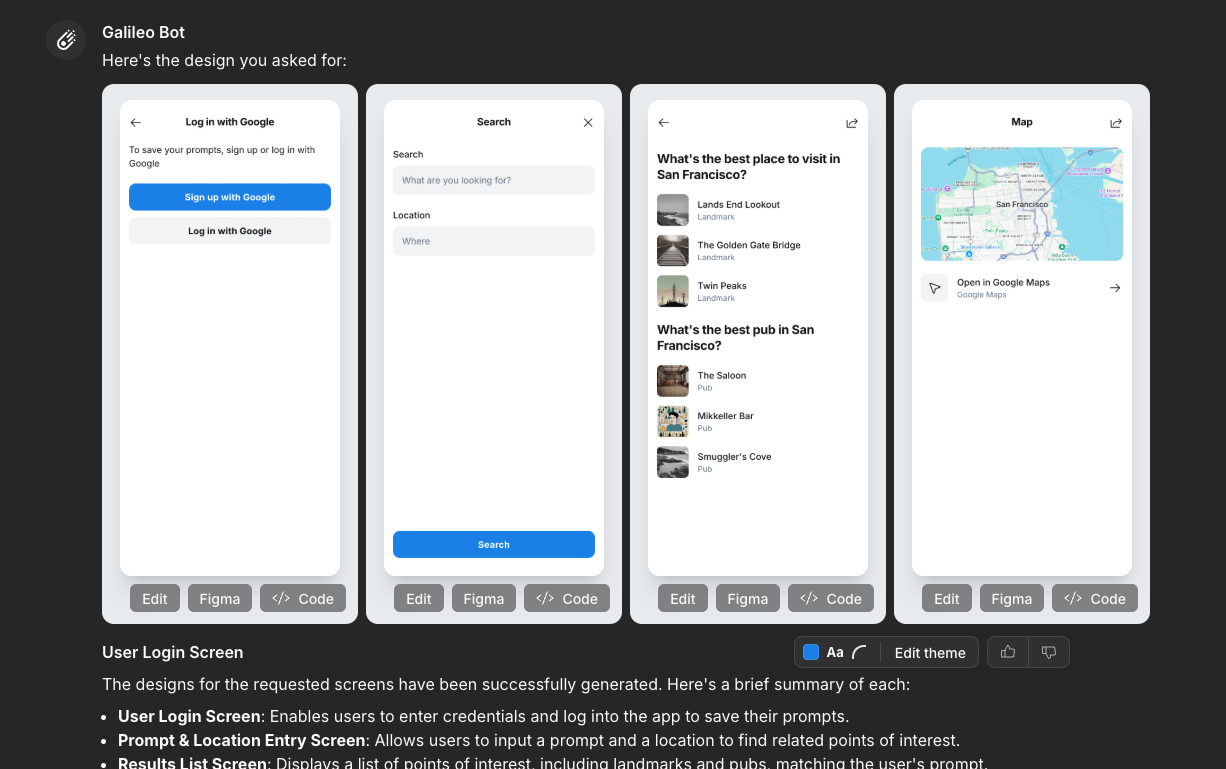 Galileo Bot
Here's the design you asked for:
Log in with Google
To save your prompts, sign up or log in with
Google
Sign up with Google
Log in with Google
Edit
Figma
</> Code
Search
Search
What are you looking for?
Location
Where
Search
Edit
Figma
</> Code
What's the best place to visit in
San Francisco?
Lands End Lookout
Landmark
The Golden Gate Bridge
Landmark
Twin Peaks
Landmark
What's the best pub in San
Francisco?
The Saloon
Pub
Mikkeller Bar
Pub
Smuggler's Cove
Pub
Edit
Figma
</> Code
Map
San Francisco
Open in Google Maps
Google Maps
Edit
Figma
</> Code
User Login Screen
Aa
Edit theme
The designs for the requested screens have been successfully generated. Here's a brief summary of each:
• User Login Screen: Enables users to enter credentials and log into the app to save their prompts.
• Prompt & Location Entry Screen: Allows users to input a prompt and a location to find related points of interest.
• Results List Screen: Displays a list of points of interest, including landmarks and pubs, matching the user's prompt.